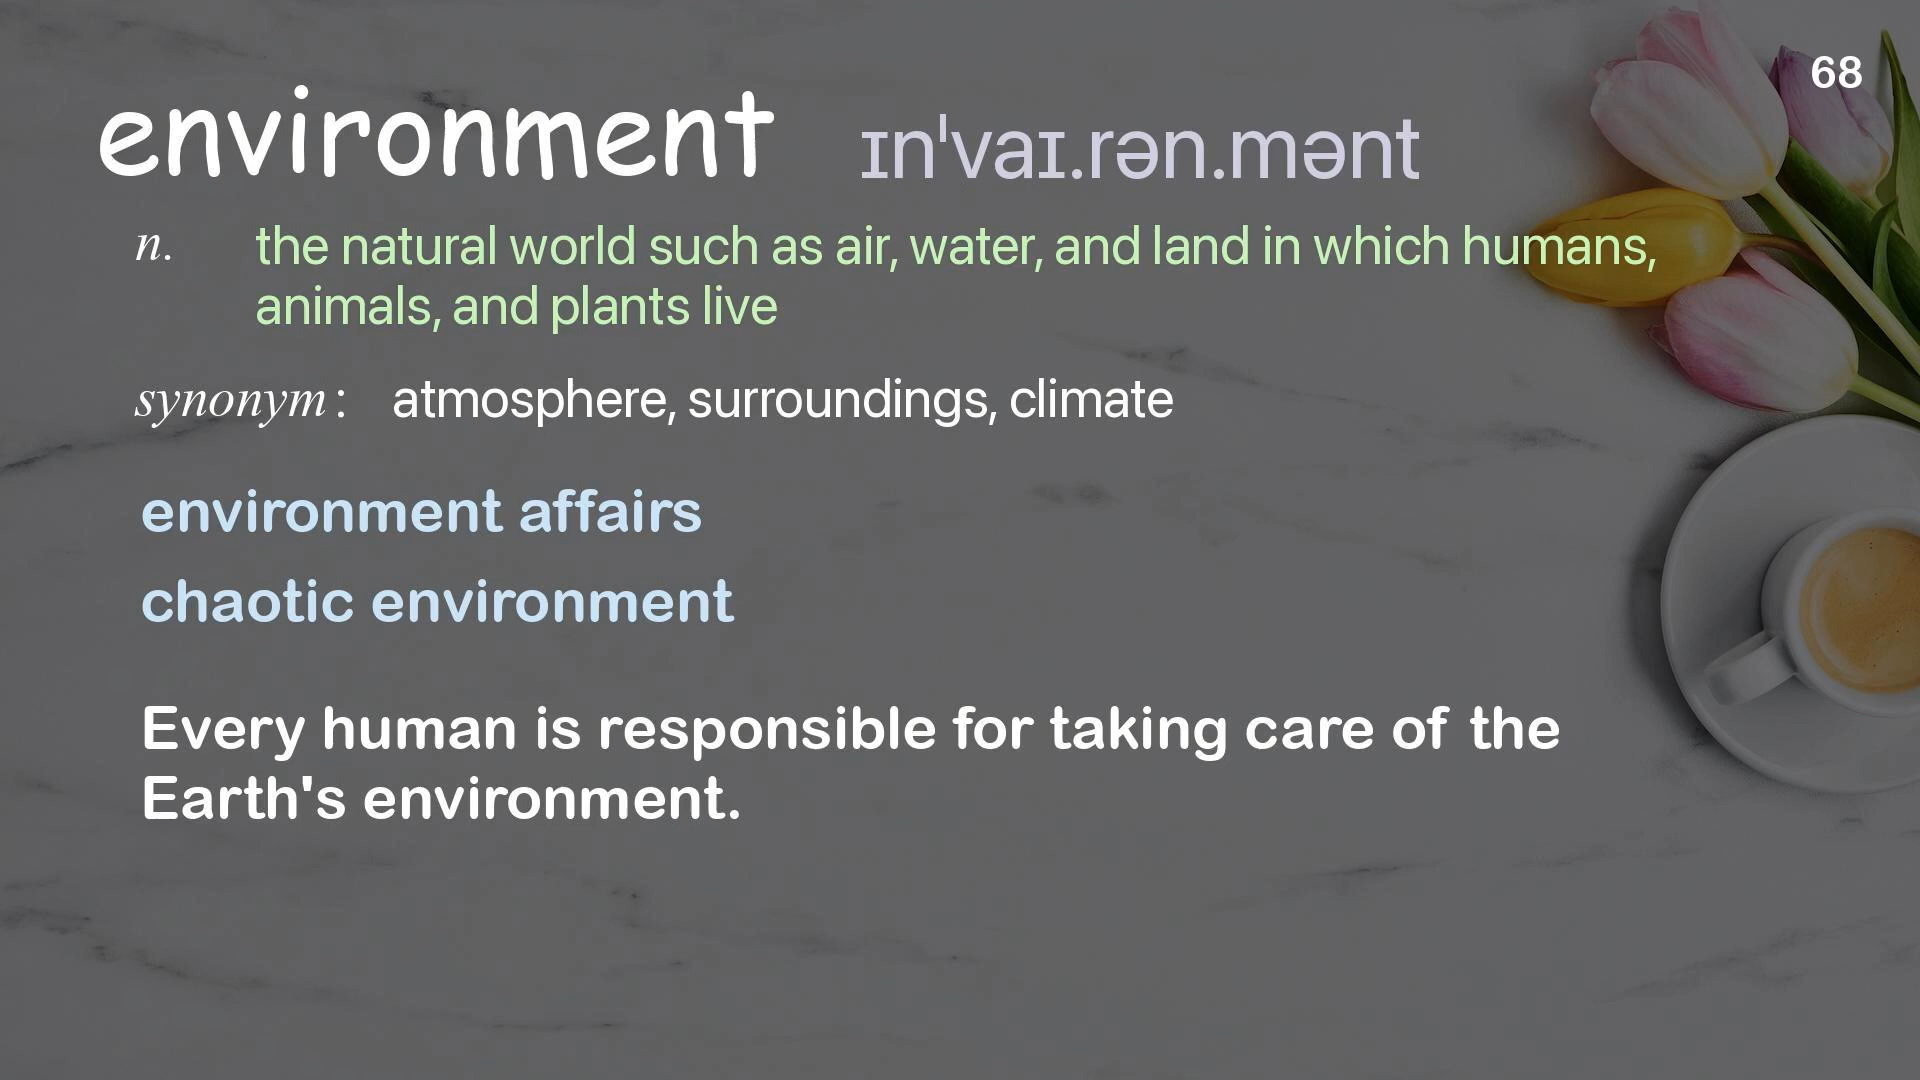 68
environment ɪnˈvaɪ.rən.mənt
n. the natural world such as air, water, and land in which humans,
animals, and plants live
synonym : atmosphere, surroundings, climate
environment affairs
chaotic environment
Every human is responsible for taking care of the
Earth's environment.